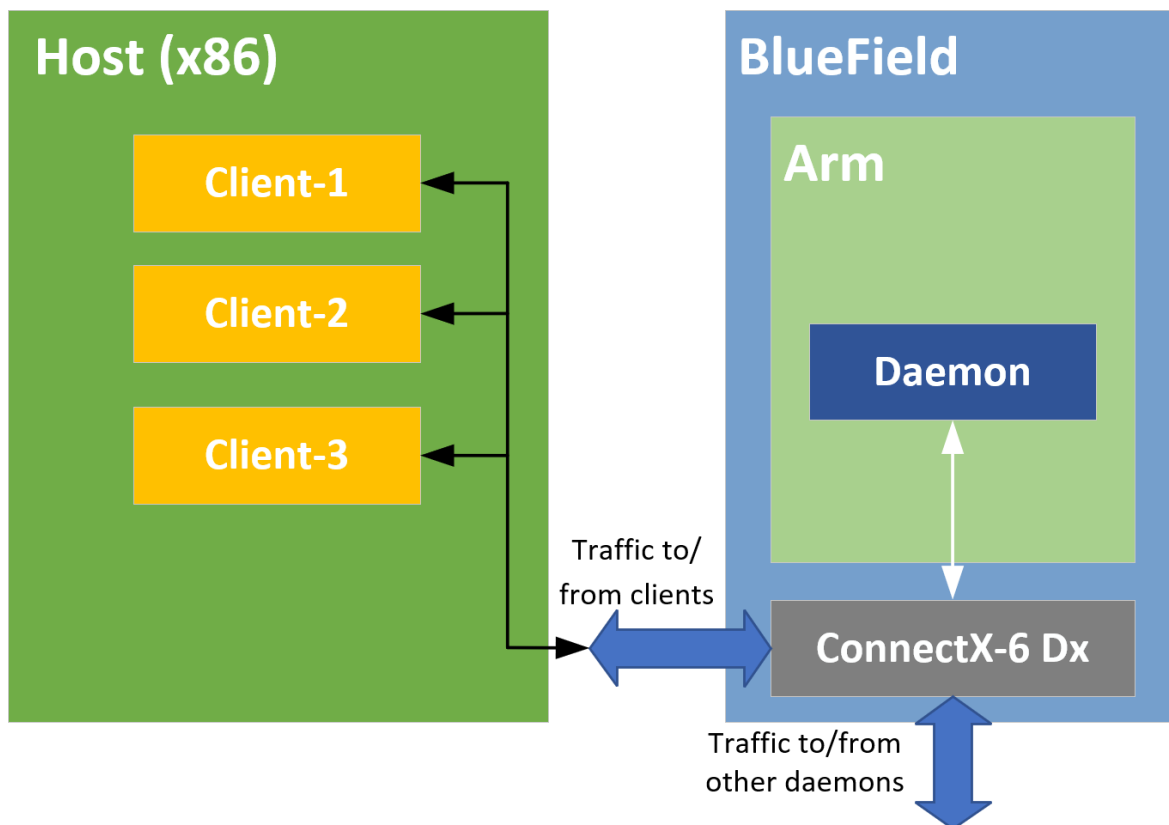 Host (x86)
Client-1
Client-2
Client-3
Traffic to/
from clients
BlueField
Arm
Daemon
ConnectX-6 Dx
Traffic to/from
other daemons